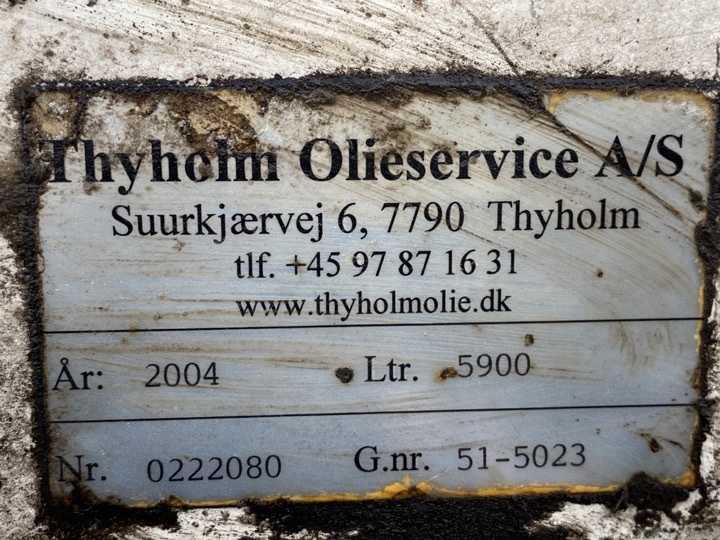 Thyholm Olieservice A/S
Suurkjærvej 6, 7790 Thyholm
tlf. +45 97 87 16 31
www.thyholmolie.dk
År: 2004 Ltr. 5900
Nr. 0222080 G.nr. 51-5023